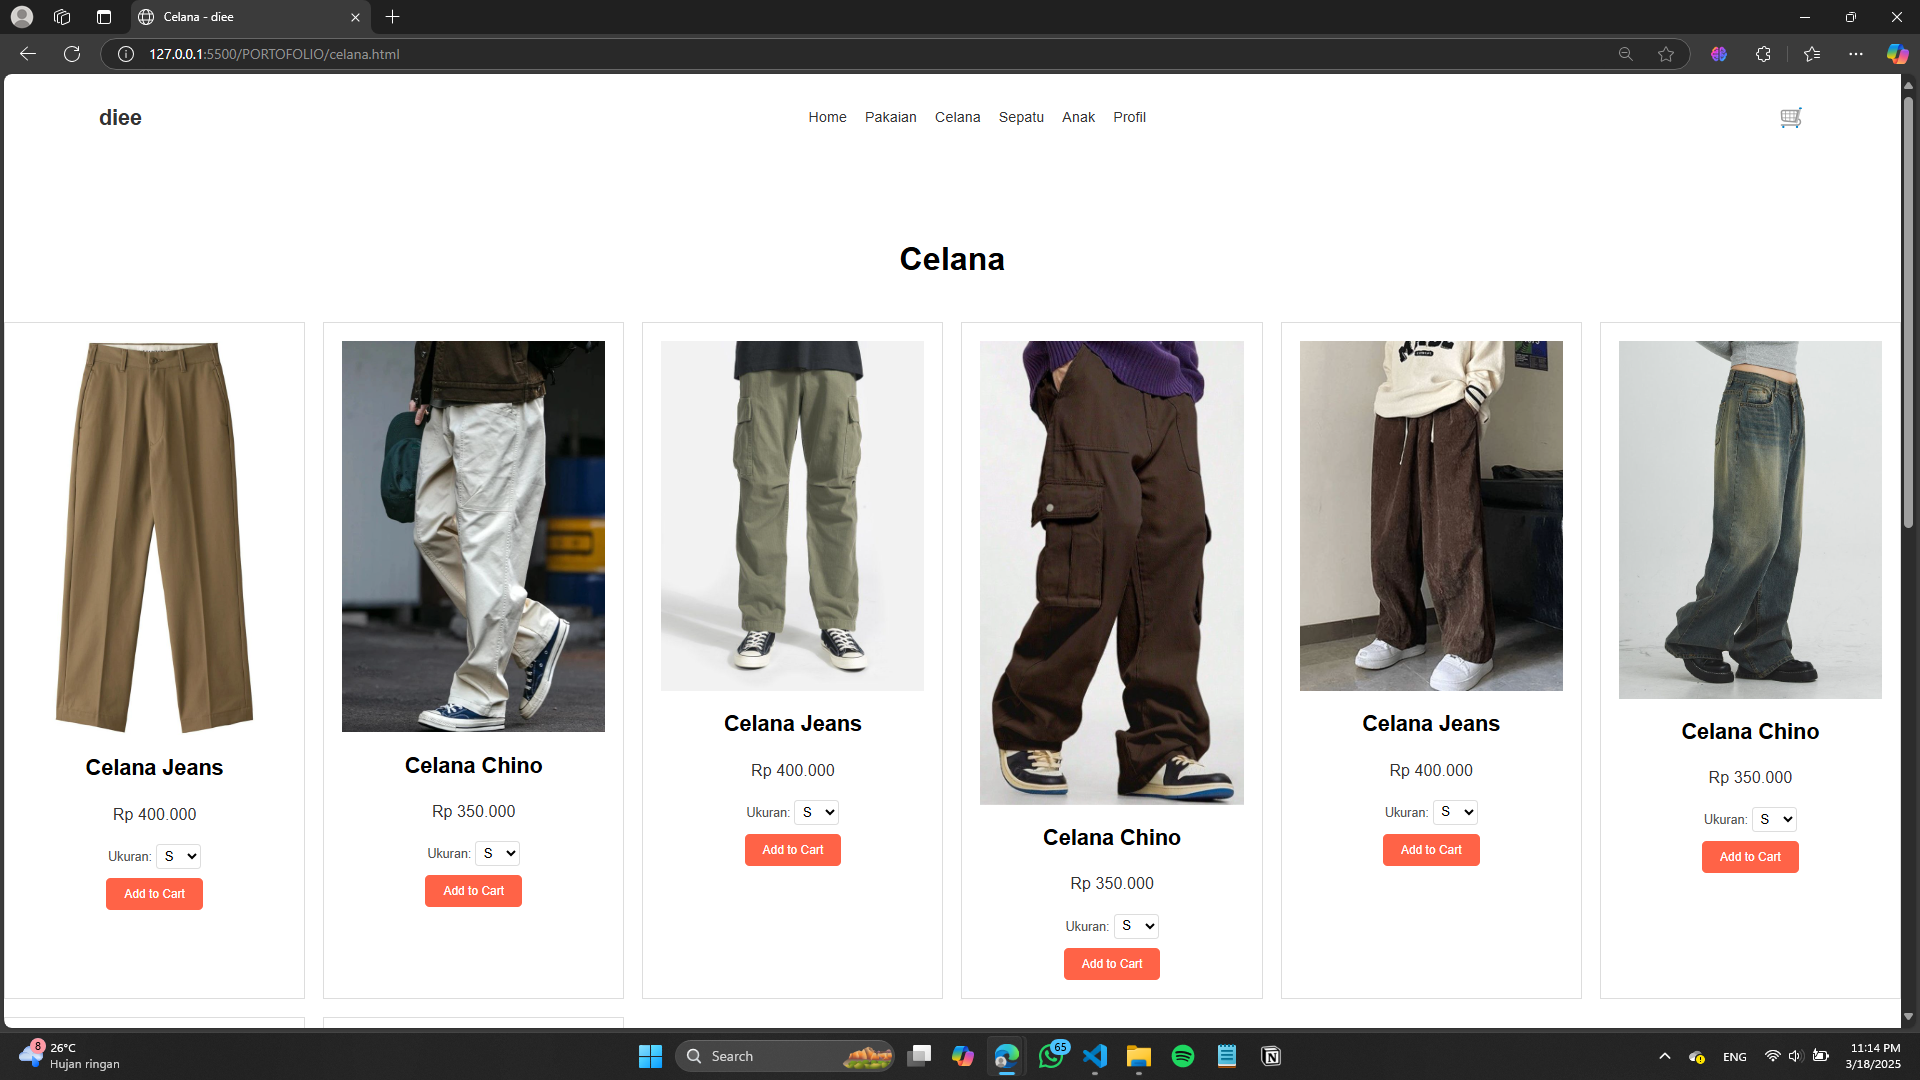 Celana - diee
127.0.0.1:5500/PORTOFOLIO/celana.html
diee
Home Pakaian Celana Sepatu Anak Profil
Celana
Celana Jeans
Rp 400.000
Ukuran: S
Add to Cart
Celana Chino
Rp 350.000
Ukuran: S
Add to Cart
Celana Jeans
Rp 400.000
Ukuran: S
Add to Cart
Celana Chino
Rp 350.000
Ukuran: S
Add to Cart
Celana Jeans
Rp 400.000
Ukuran: S
Add to Cart
Celana Chino
Rp 350.000
Ukuran: S
Add to Cart
8
26°C
Hujan ringan
Search
65
ENG
11:14 PM
3/18/2025